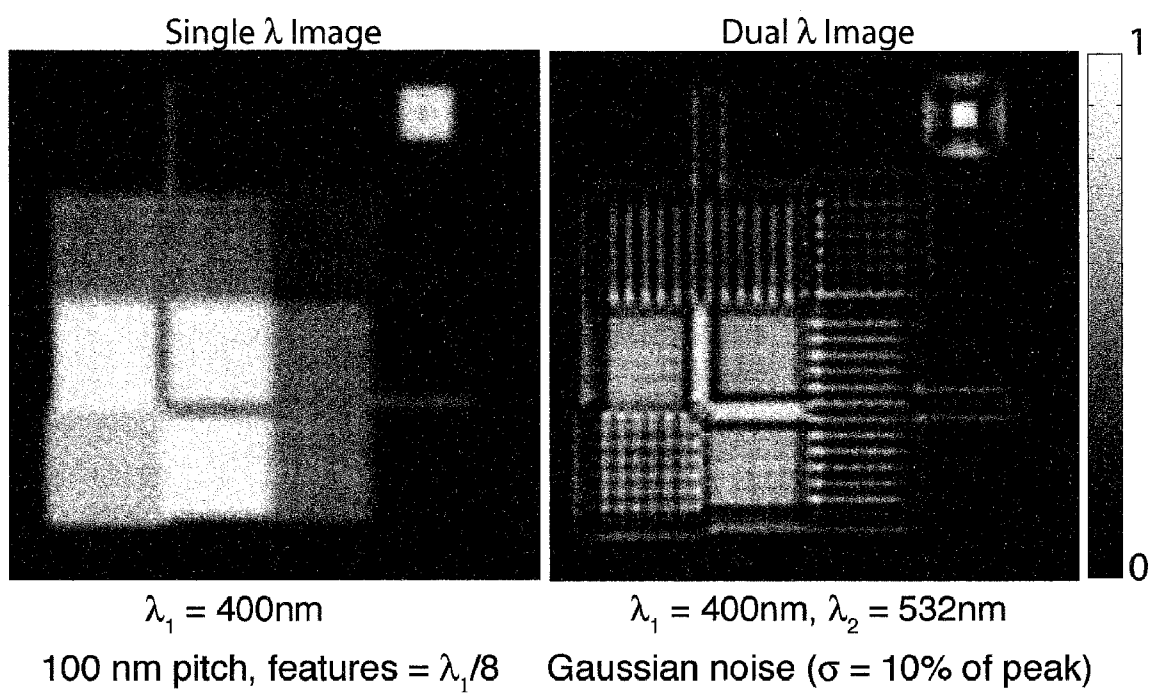 Single λ Image
Dual λ Image
1
0
λ₁ = 400nm
λ₁ = 400nm, λ₂ = 532nm
100 nm pitch, features = λ₁/8
Gaussian noise (σ = 10% of peak)